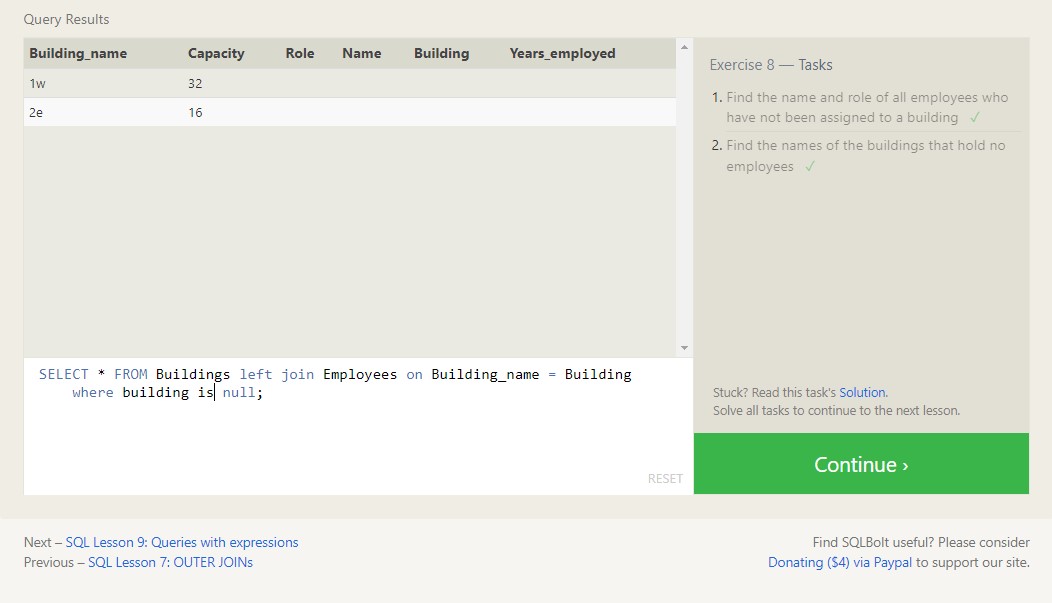 Query Results
Building_name Capacity Role Name Building Years_employed
1w 32
2e 16
SELECT * FROM Buildings left join Employees on Building_name = Building
where building is null;
RESET
Exercise 8 — Tasks
1. Find the name and role of all employees who
have not been assigned to a building ✓
2. Find the names of the buildings that hold no
employees ✓
Stuck? Read this task's Solution.
Solve all tasks to continue to the next lesson.
Continue ›
Next – SQL Lesson 9: Queries with expressions
Previous – SQL Lesson 7: OUTER JOINs
Find SQLBolt useful? Please consider
Donating ($4) via Paypal to support our site.